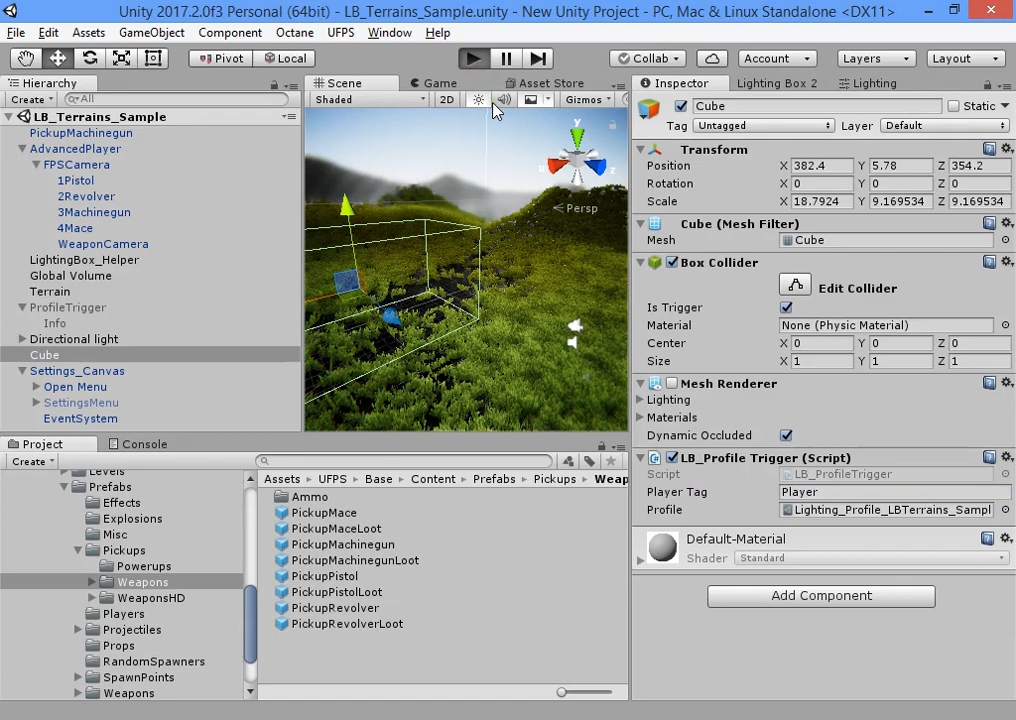 Unity 2017.2.0f3 Personal (64bit) - LB_Terrains_Sample.unity - New Unity Project - PC, Mac & Linux Standalone <DX11>
File Edit Assets GameObject Component Octane UFPS Window Help
Pivot Local Collab Account Layers Layout
Hierarchy
Create All
LB_Terrains_Sample
PickupMachinegun
AdvancedPlayer
FPSCamera
1Pistol
2Revolver
3Machinegun
4Mace
WeaponCamera
LightingBox_Helper
Global Volume
Terrain
ProfileTrigger
Info
Directional light
Cube
Settings_Canvas
Open Menu
SettingsMenu
EventSystem
Scene Game Asset Store
Shaded 2D Gizmos
y
z
Persp
Inspector Lighting Box 2 Lighting
Cube Static
Tag Untagged Layer Default
Transform
Position X 382.4 Y 5.78 Z 354.2
Rotation X 0 Y 0 Z 0
Scale X 18.7924 Y 9.169534 Z 9.169534
Cube (Mesh Filter)
Mesh Cube
Box Collider
Edit Collider
Is Trigger
Material None (Physic Material)
Center X 0 Y 0 Z 0
Size X 1 Y 1 Z 1
Mesh Renderer
Lighting
Materials
Dynamic Occluded
LB_Profile Trigger (Script)
Script LB_ProfileTrigger
Player Tag Player
Profile Lighting_Profile_LBTerrains_Sampl
Default-Material
Shader Standard
Add Component
Project Console
Create
Levels
Prefabs
Effects
Explosions
Misc
Pickups
Powerups
Weapons
WeaponsHD
Players
Projectiles
Props
RandomSpawners
SpawnPoints
Weapons
Assets UFPS Base Content Prefabs Pickups Weap
Ammo
PickupMace
PickupMaceLoot
PickupMachinegun
PickupMachinegunLoot
PickupPistol
PickupPistolLoot
PickupRevolver
PickupRevolverLoot